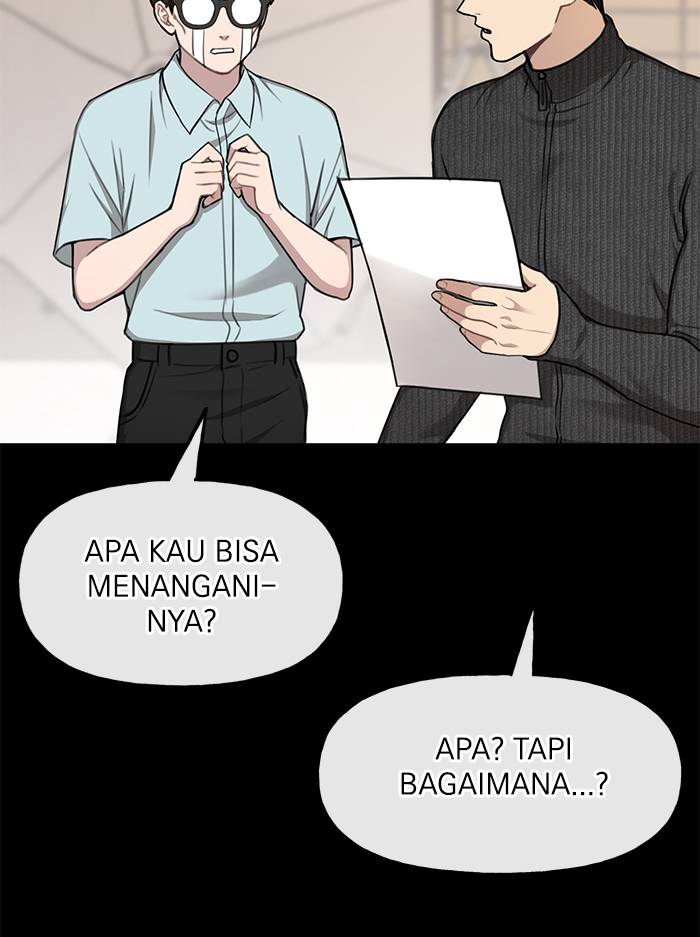 APA KAU BISA
MENANGANI-
NYA?
APA? TAPI
BAGAIMANA...?